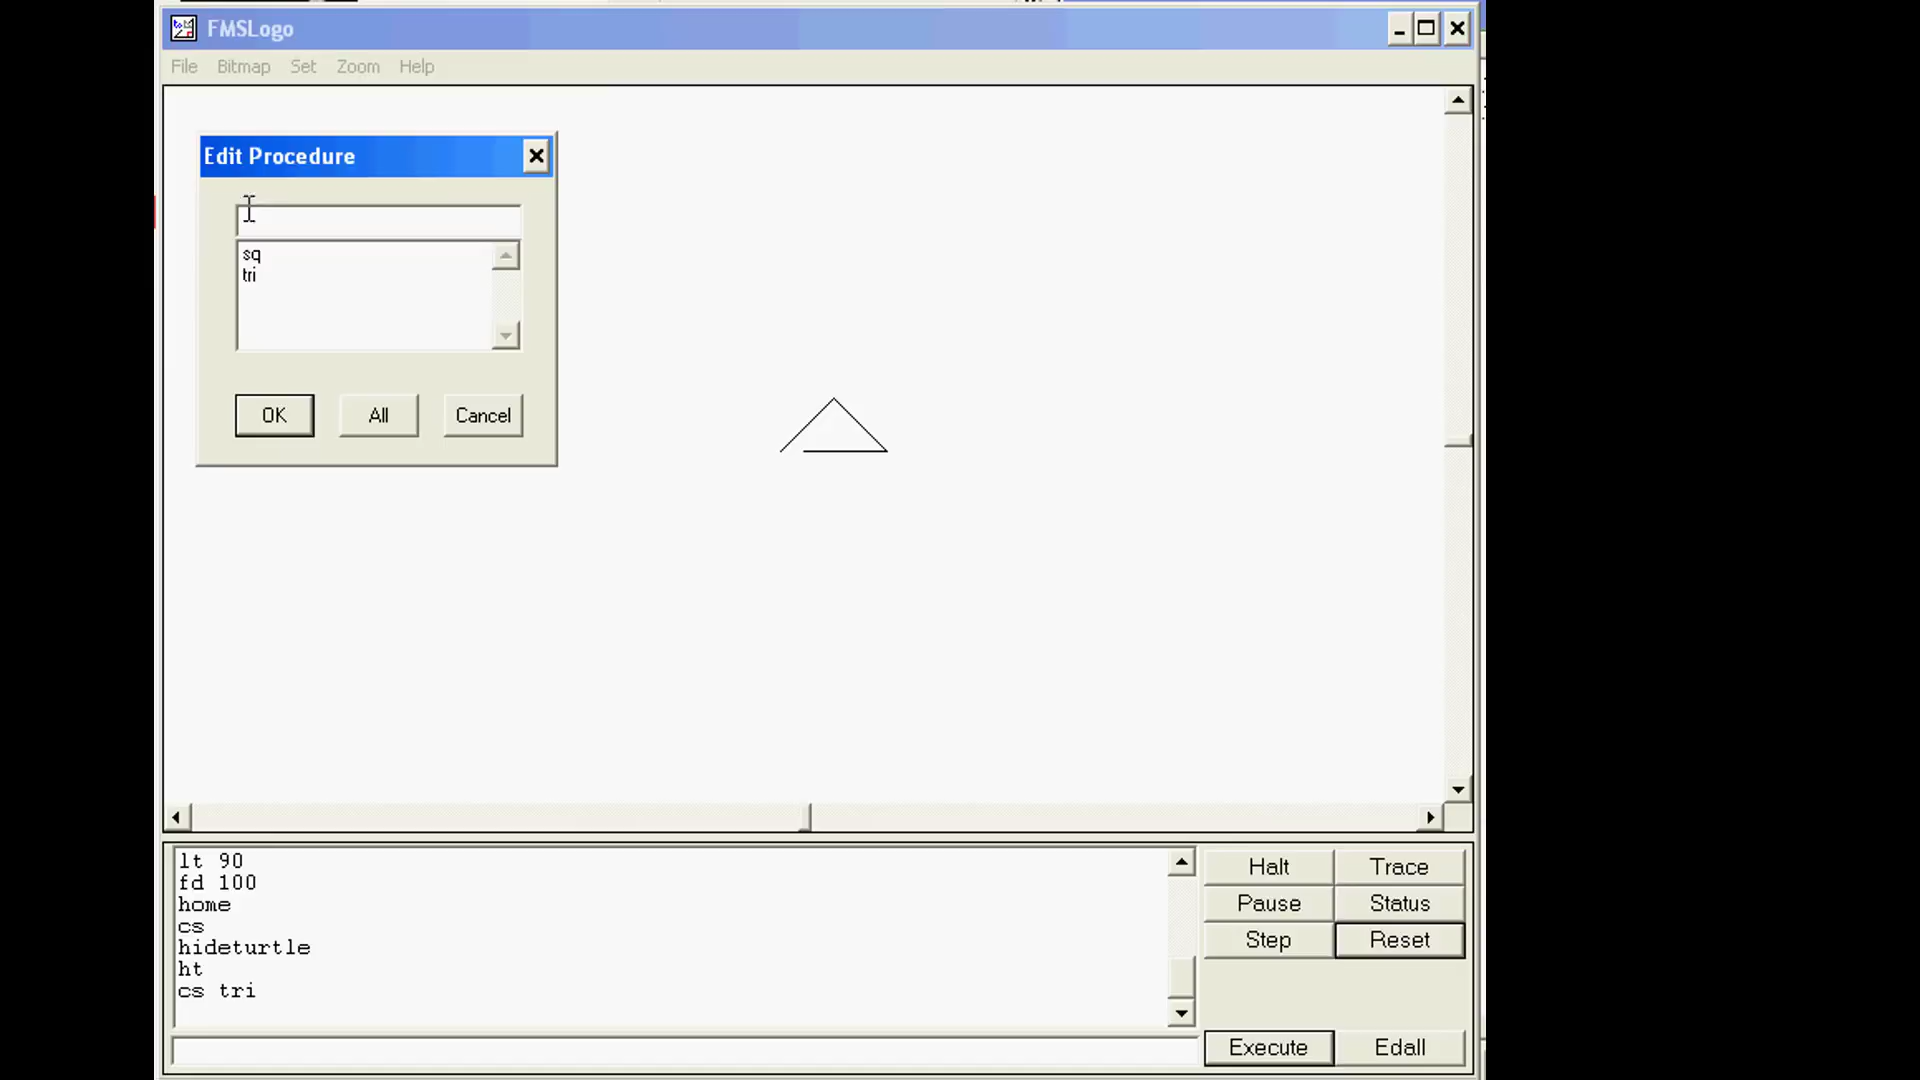 FMSLogo
File Bitmap Set Zoom Help
Edit Procedure
sq
tri
OK All Cancel
lt 90
fd 100
home
cs
hideturtle
ht
cs tri
Halt Trace
Pause Status
Step Reset
Execute Edall